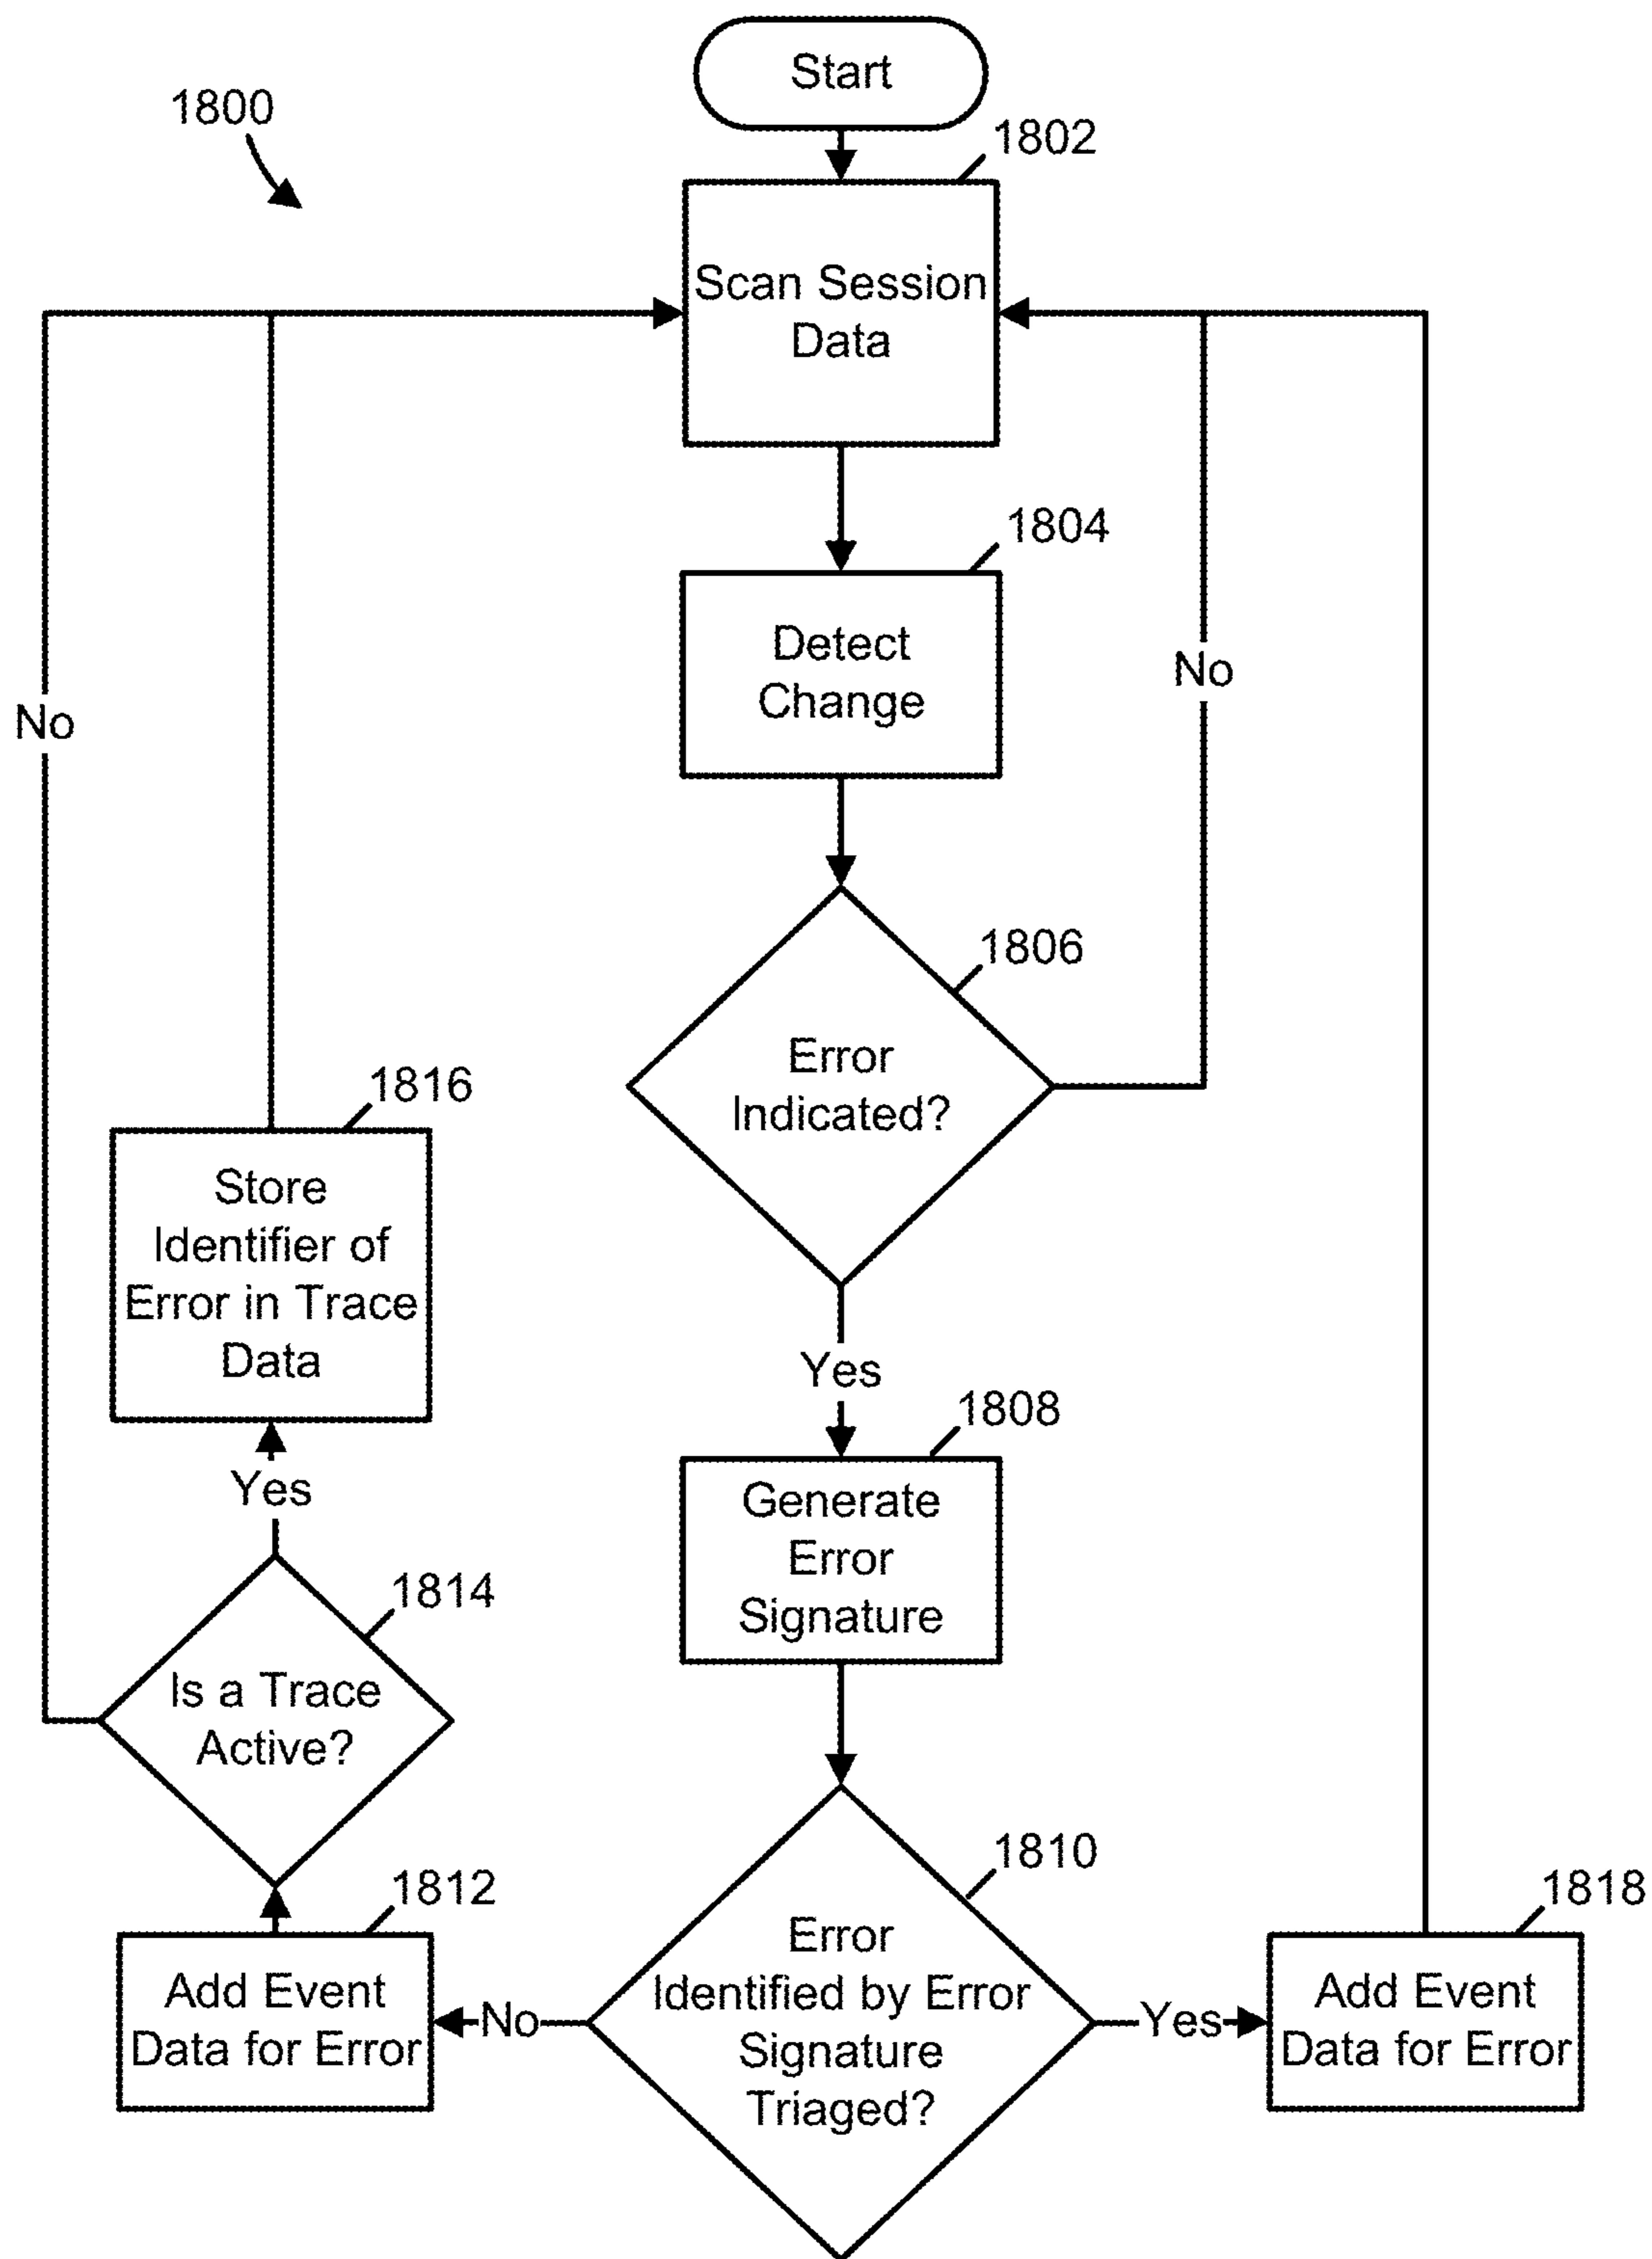 Start
1800
1802
Scan Session
Data
1804
Detect
Change
No
No
1806
Error
Indicated?
1816
Store
Identifier of
Error in Trace
Data
Yes
1808
Yes
Generate
Error
Signature
1814
Is a Trace
Active?
1810
1812
1818
Error
Identified by Error
Signature
Triaged?
Add Event
Data for Error
No
Yes
Add Event
Data for Error